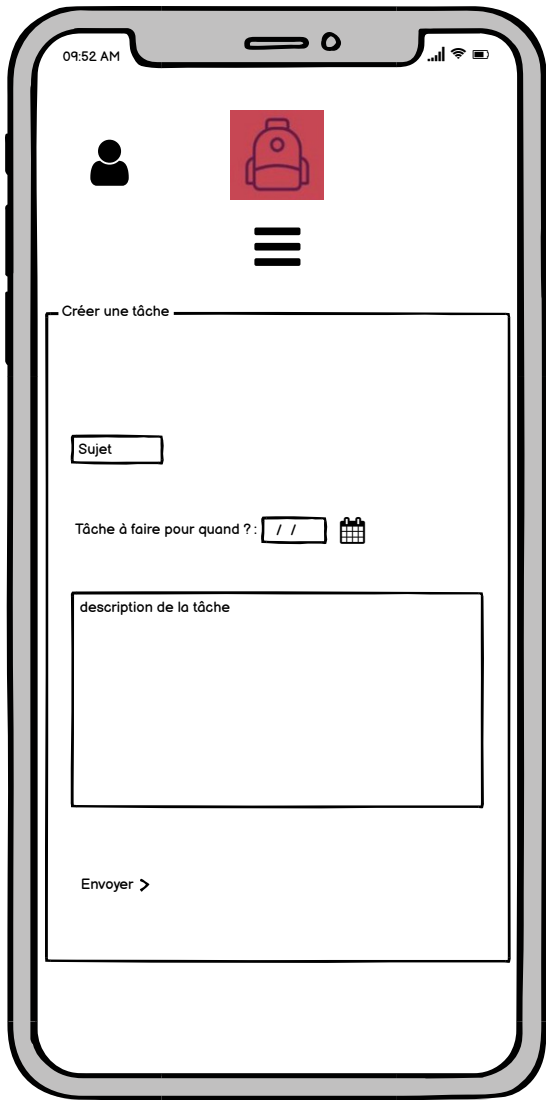 09:52 AM
Créer une tâche
Sujet
Tâche à faire pour quand ? : / /
description de la tâche
Envoyer >